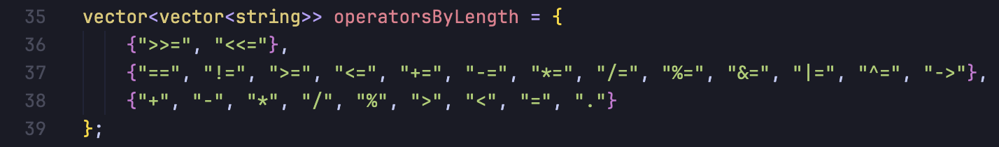 35 vector<vector<string>> operatorsByLength = {
36 {">>=", "<<="},
37 {"==", "!=", ">=", "<=", "+=", "-=", "*=", "/=", "%=", "&=", "|=", "^=", "->"},
38 {"+", "-", "*", "/", "%", ">", "<", "=", "."}
39 };